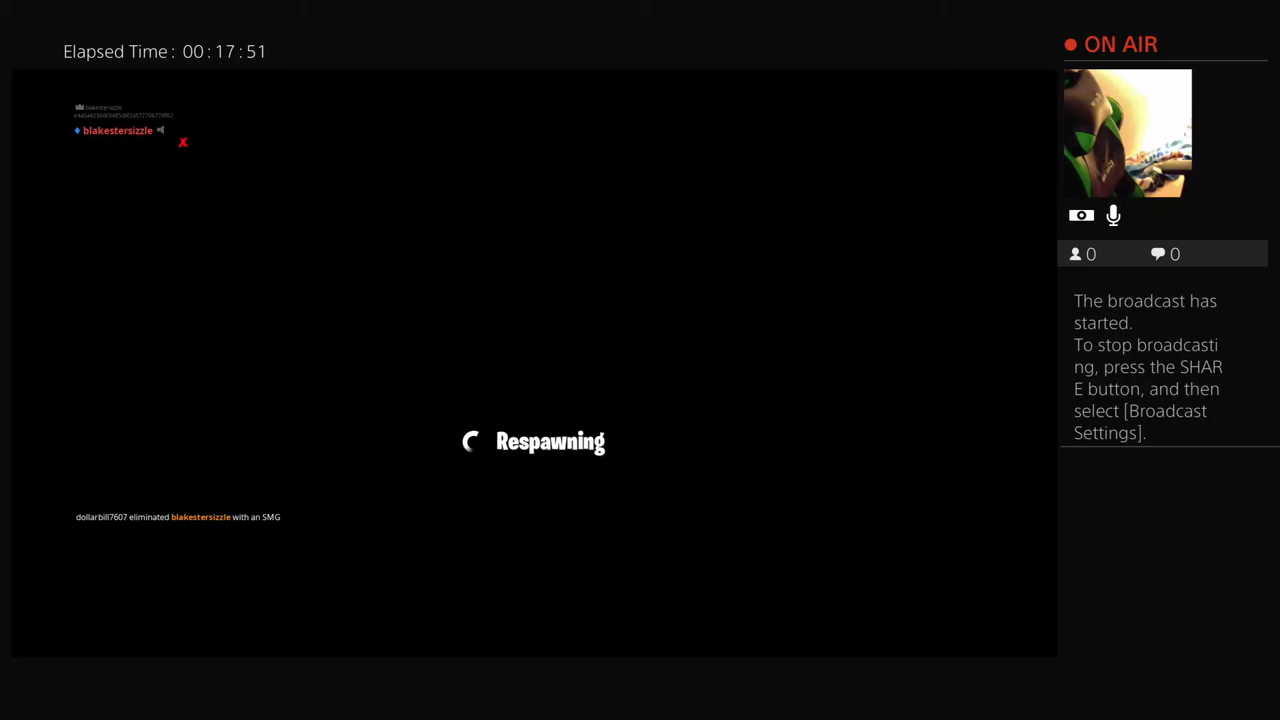 Elapsed Time : 00:17:51
ON AIR
blakestersizzle
blakestersizzle
0
0
The broadcast has
started.
To stop broadcasti
ng, press the SHAR
E button, and then
select [Broadcast
Settings].
Respawning
dollarbill7607 eliminated blakestersizzle with an SMG